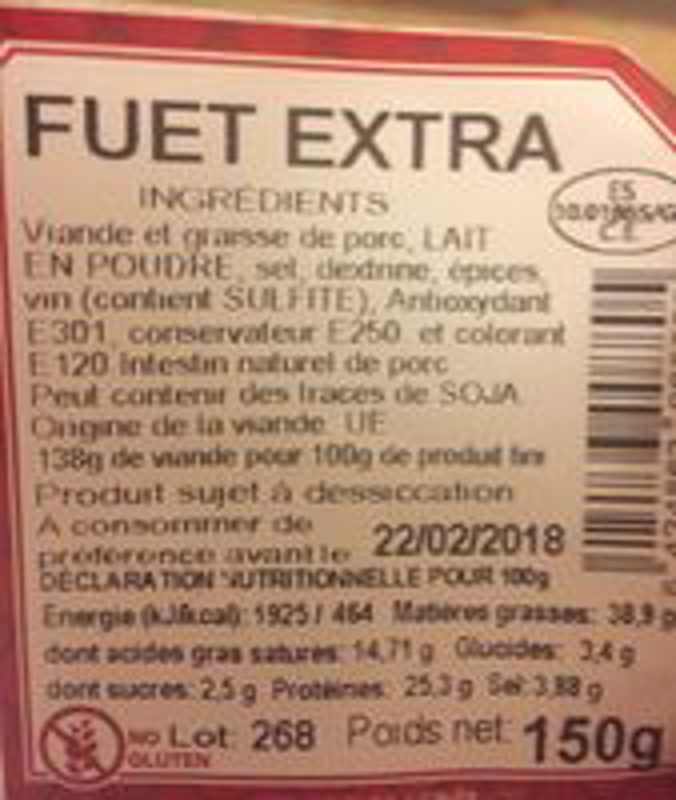 FUET EXTRA
INGRÉDIENTS
ES
C.E.
Viande et graisse de porc, LAIT
EN POUDRE, sel, dextrine, épices,
vin (contient SULFITE), Antioxydant
E301, conservateur E250 et colorant
E120 Intestin naturel de porc
Peut contenir des traces de SOJA
Origine de la viande UE
138g de viande pour 100g de produit fini
Produit sujet à dessiccation
A consommer de
préférence avant le 22/02/2018
DÉCLARATION NUTRITIONNELLE POUR 100g
Energie (kJ/kcal): 1925 / 464 Matières grasses: 38,9 g
dont acides gras saturés: 14,71 g Glucides: 3,4 g
dont sucres: 2,5 g Protéines: 25,3 g Sel: 3,88 g
NO GLUTEN
Lot: 268 Poids net: 150g